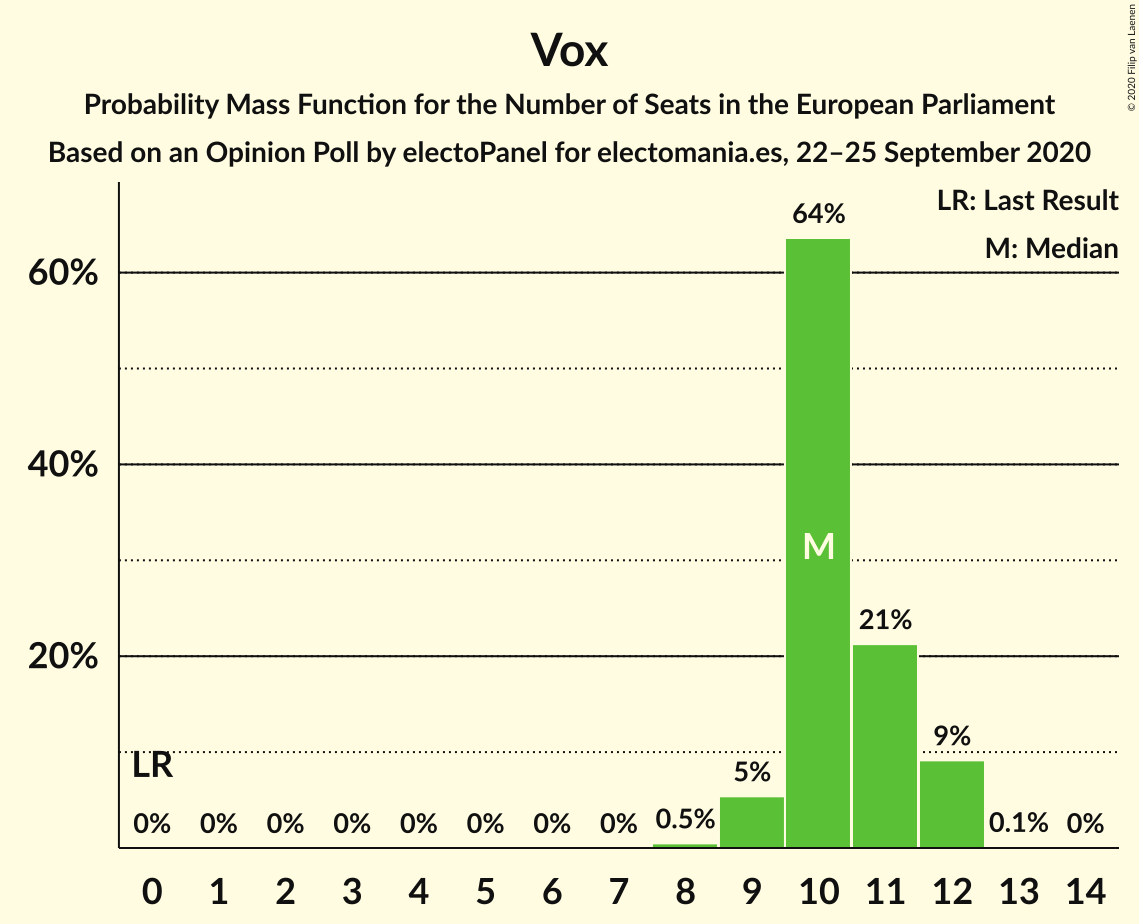 Vox
Probability Mass Function for the Number of Seats in the European Parliament
Based on an Opinion Poll by electoPanel for electomania.es, 22–25 September 2020
© 2020 Filip van Laenen
LR: Last Result
M: Median
60%
40%
20%
64%
M
21%
9%
5%
LR
0% 0% 0% 0% 0% 0% 0% 0% 0.5% 0.1% 0%
0 1 2 3 4 5 6 7 8 9 10 11 12 13 14